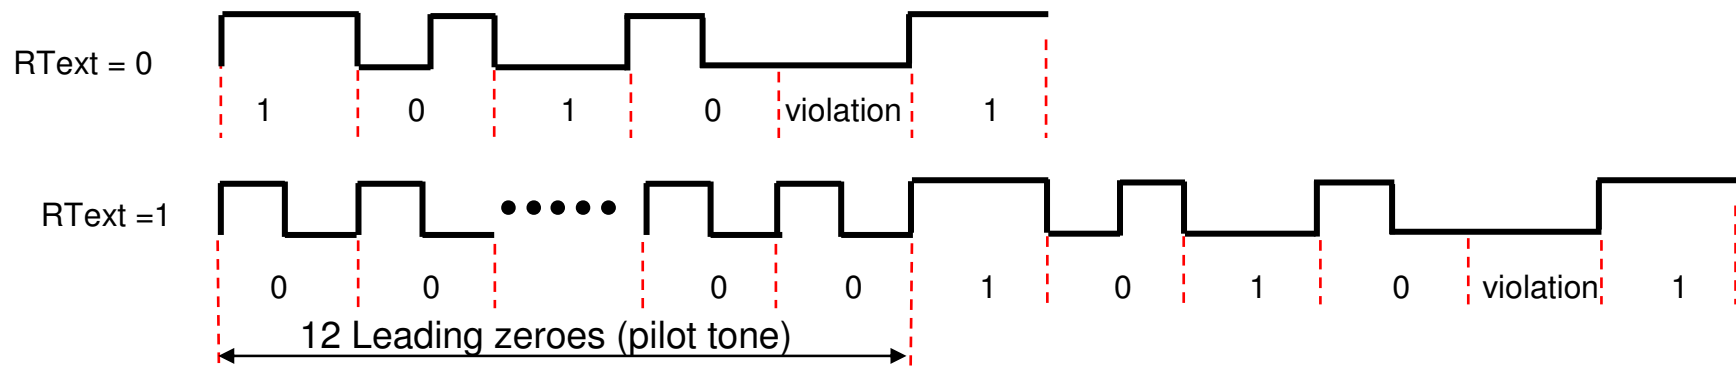 RText = 0
1 0 1 0 violation 1
RText =1
0 0 0 0 1 0 1 0 violation 1
12 Leading zeroes (pilot tone)